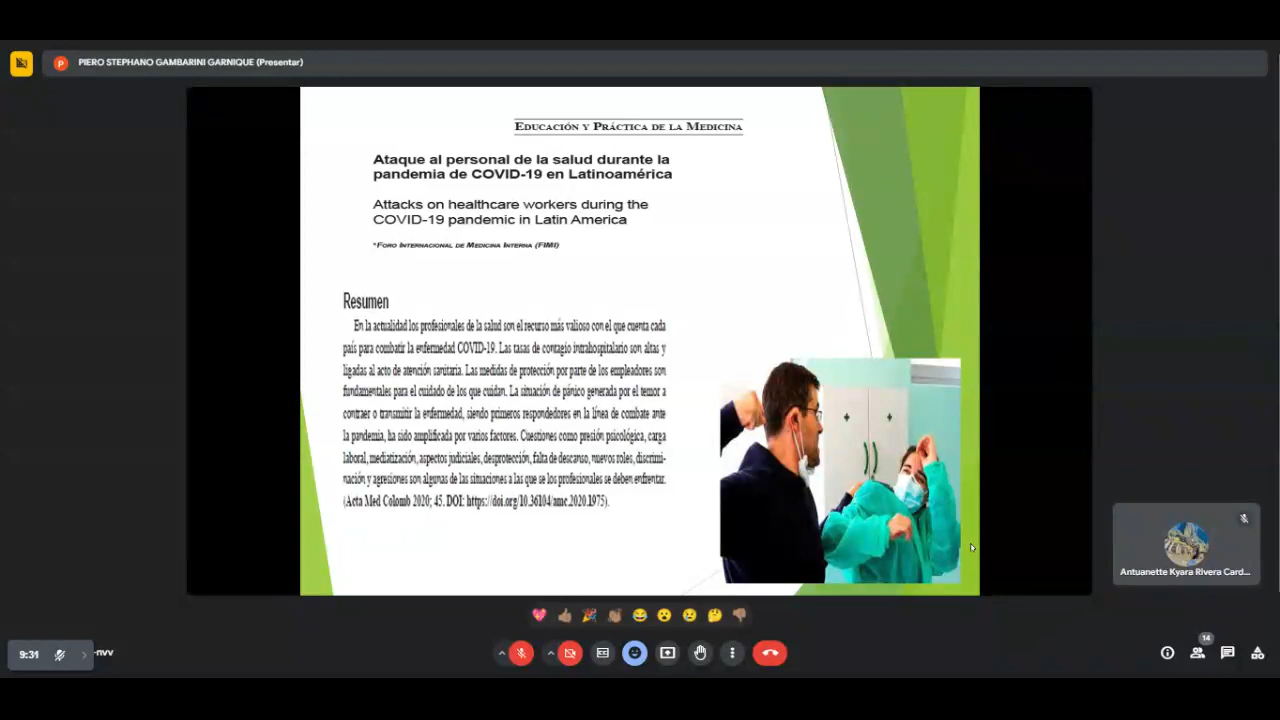 PIERO STEPHANO GAMBARINI GARNIQUE (Presentar)
EDUCACIÓN Y PRÁCTICA DE LA MEDICINA
Ataque al personal de la salud durante la
pandemia de COVID-19 en Latinoamérica
Attacks on healthcare workers during the
COVID-19 pandemic in Latin America
*FORO INTERNACIONAL DE MEDICINA INTERNA (FIMI)
Resumen
En la actualidad los profesionales de la salud son el recurso más valioso con el que cuenta cada
país para combatir la enfermedad COVID-19. Las tasas de contagio intrahospitalario son altas y
ligadas al acto de atención sanitaria. Las medidas de protección por parte de los empleadores son
fundamentales para el cuidado de los que cuidan. La situación de pánico generada por el temor a
contraer o transmitir la enfermedad, siendo primeros respondedores en la línea de combate ante
la pandemia, ha sido amplificada por varios factores. Cuestiones como presión psicológica, carga
laboral, mediatización, aspectos judiciales, desprotección, falta de descanso, nuevos roles, discrimi-
nación y agresiones son algunas de las situaciones a las que se los profesionales se deben enfrentar.
(Acta Med Colomb 2020; 45. DOI: https://doi.org/10.36104/amc.2020.1975).
P
Antuanette Kyara Rivera Card...
9:31
-nvv
14